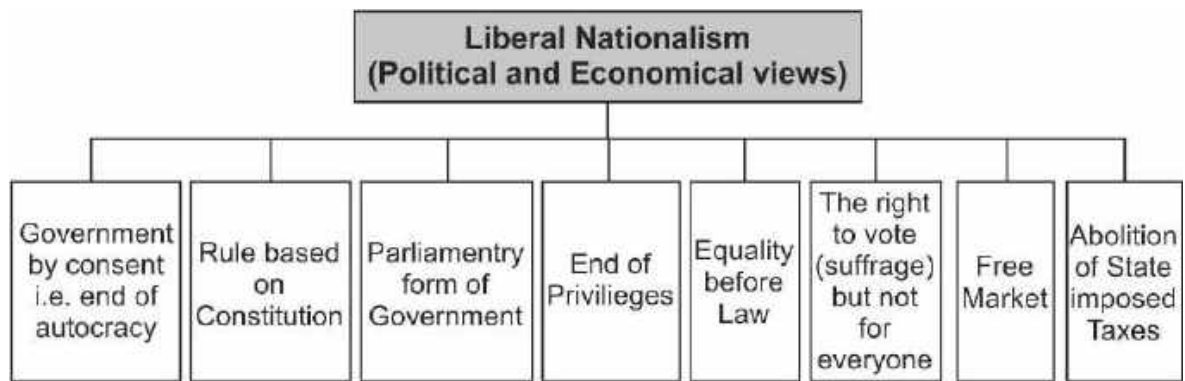 Liberal Nationalism
(Political and Economical views)
Government
by consent
i.e. end of
autocracy
Rule based
on
Constitution
Parliamentry
form of
Government
End of
Privilieges
Equality
before
Law
The right
to vote
(suffrage)
but not
for
everyone
Free
Market
Abolition
of State
imposed
Taxes